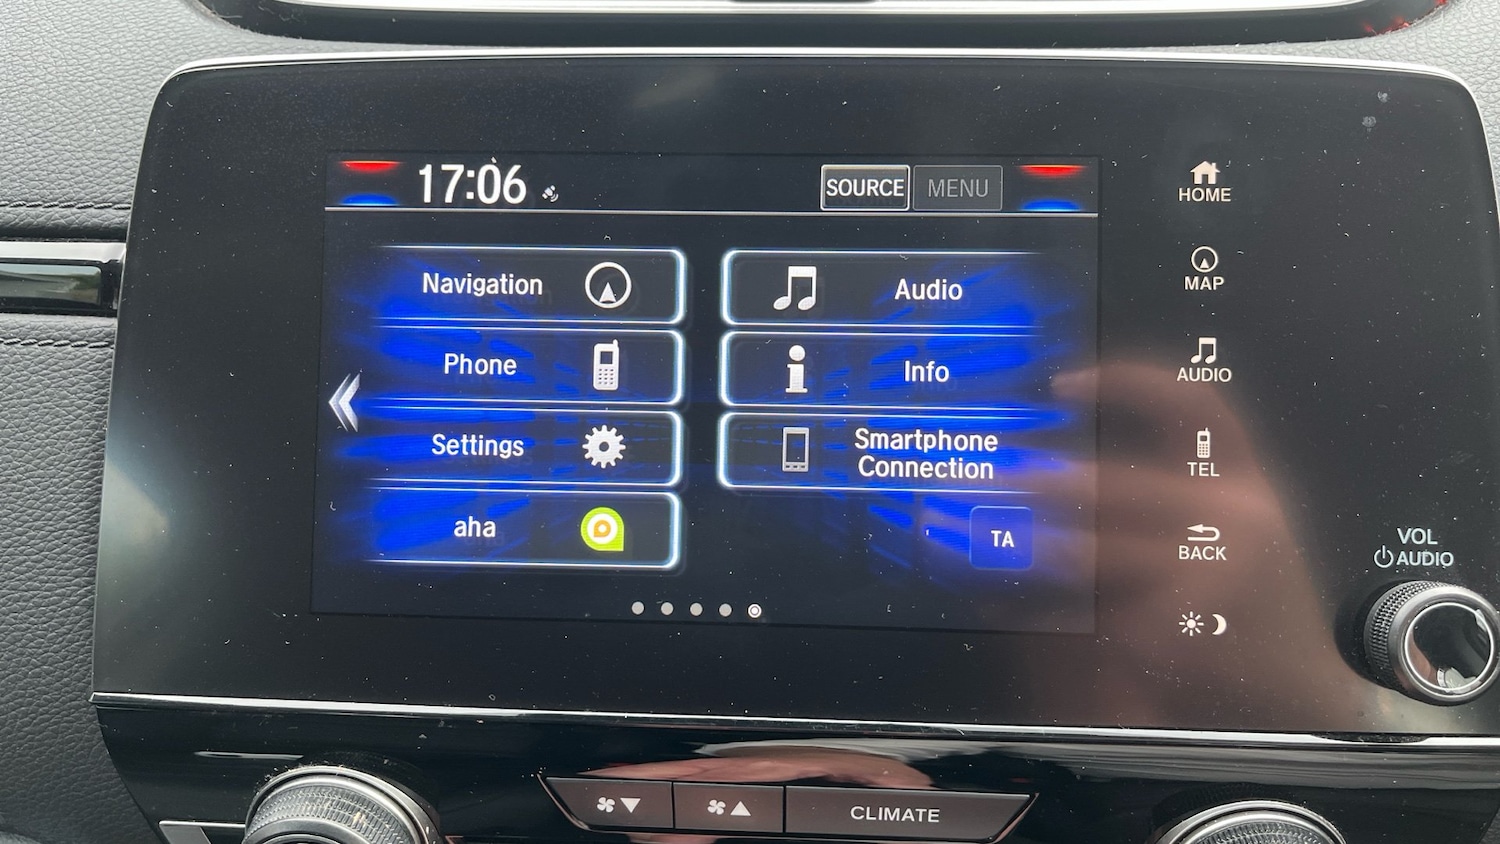 17:06
SOURCE
MENU
Navigation
Audio
Phone
Info
Settings
Smartphone
Connection
aha
TA
HOME
MAP
AUDIO
TEL
BACK
VOL
AUDIO
CLIMATE